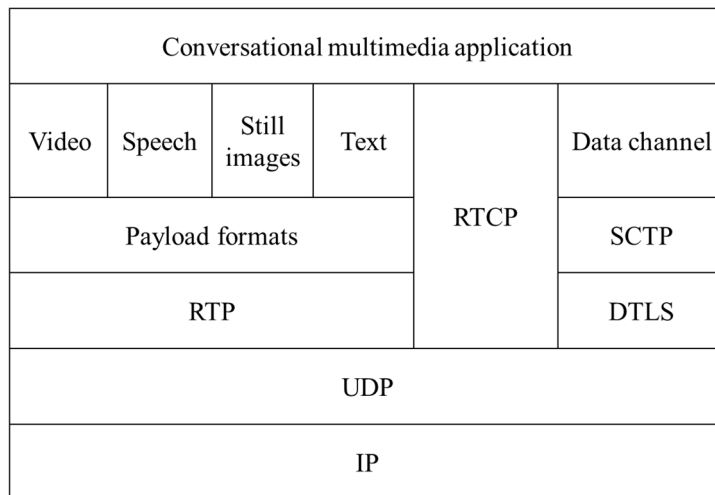 Conversational multimedia application
Video
Speech
Still
images
Text
RTCP
Data channel
Payload formats
SCTP
RTP
DTLS
UDP
IP